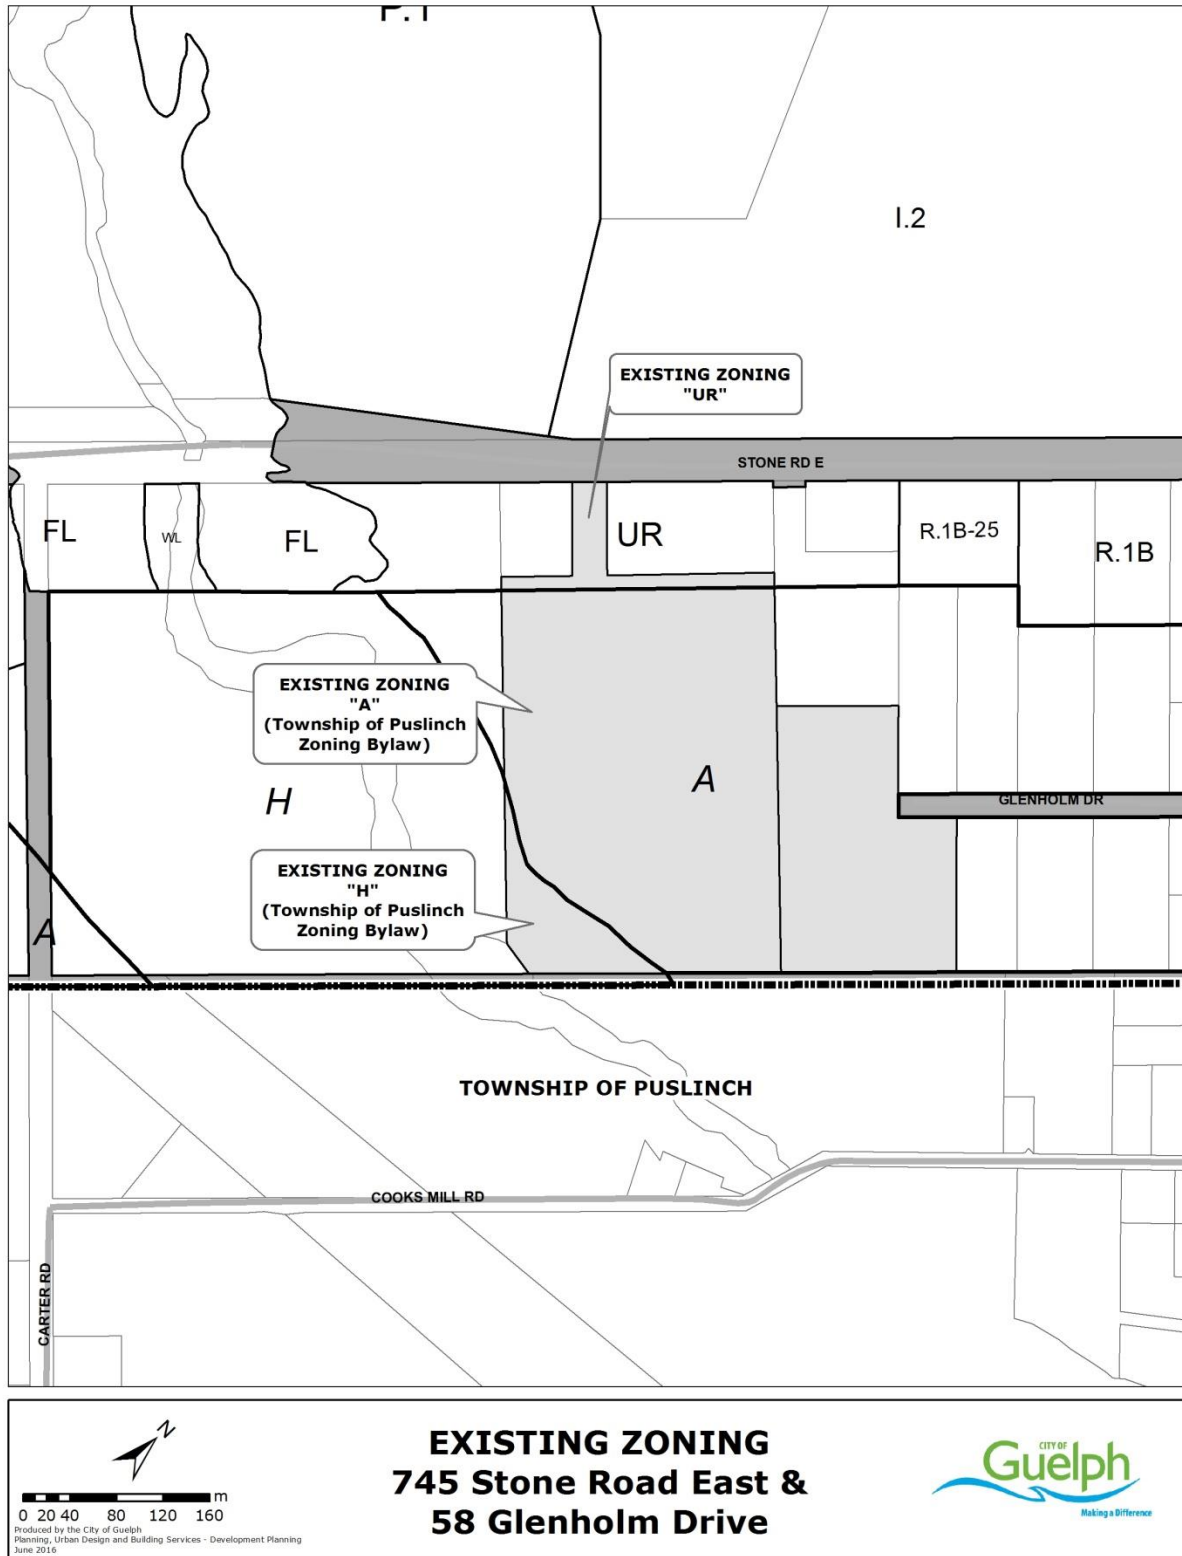 P.1
I.2
EXISTING ZONING
"UR"
STONE RD E
FL
WL
FL
UR
R.1B-25
R.1B
EXISTING ZONING
"A"
(Township of Puslinch
Zoning Bylaw)
H
A
GLENHOLM DR
EXISTING ZONING
"H"
(Township of Puslinch
Zoning Bylaw)
A
TOWNSHIP OF PUSLINCH
COOKS MILL RD
CARTER RD
N
m
0 20 40 80 120 160
Produced by the City of Guelph
Planning, Urban Design and Building Services - Development Planning
June 2016
EXISTING ZONING
745 Stone Road East &
58 Glenholm Drive
CITY OF
Guelph
Making a Difference